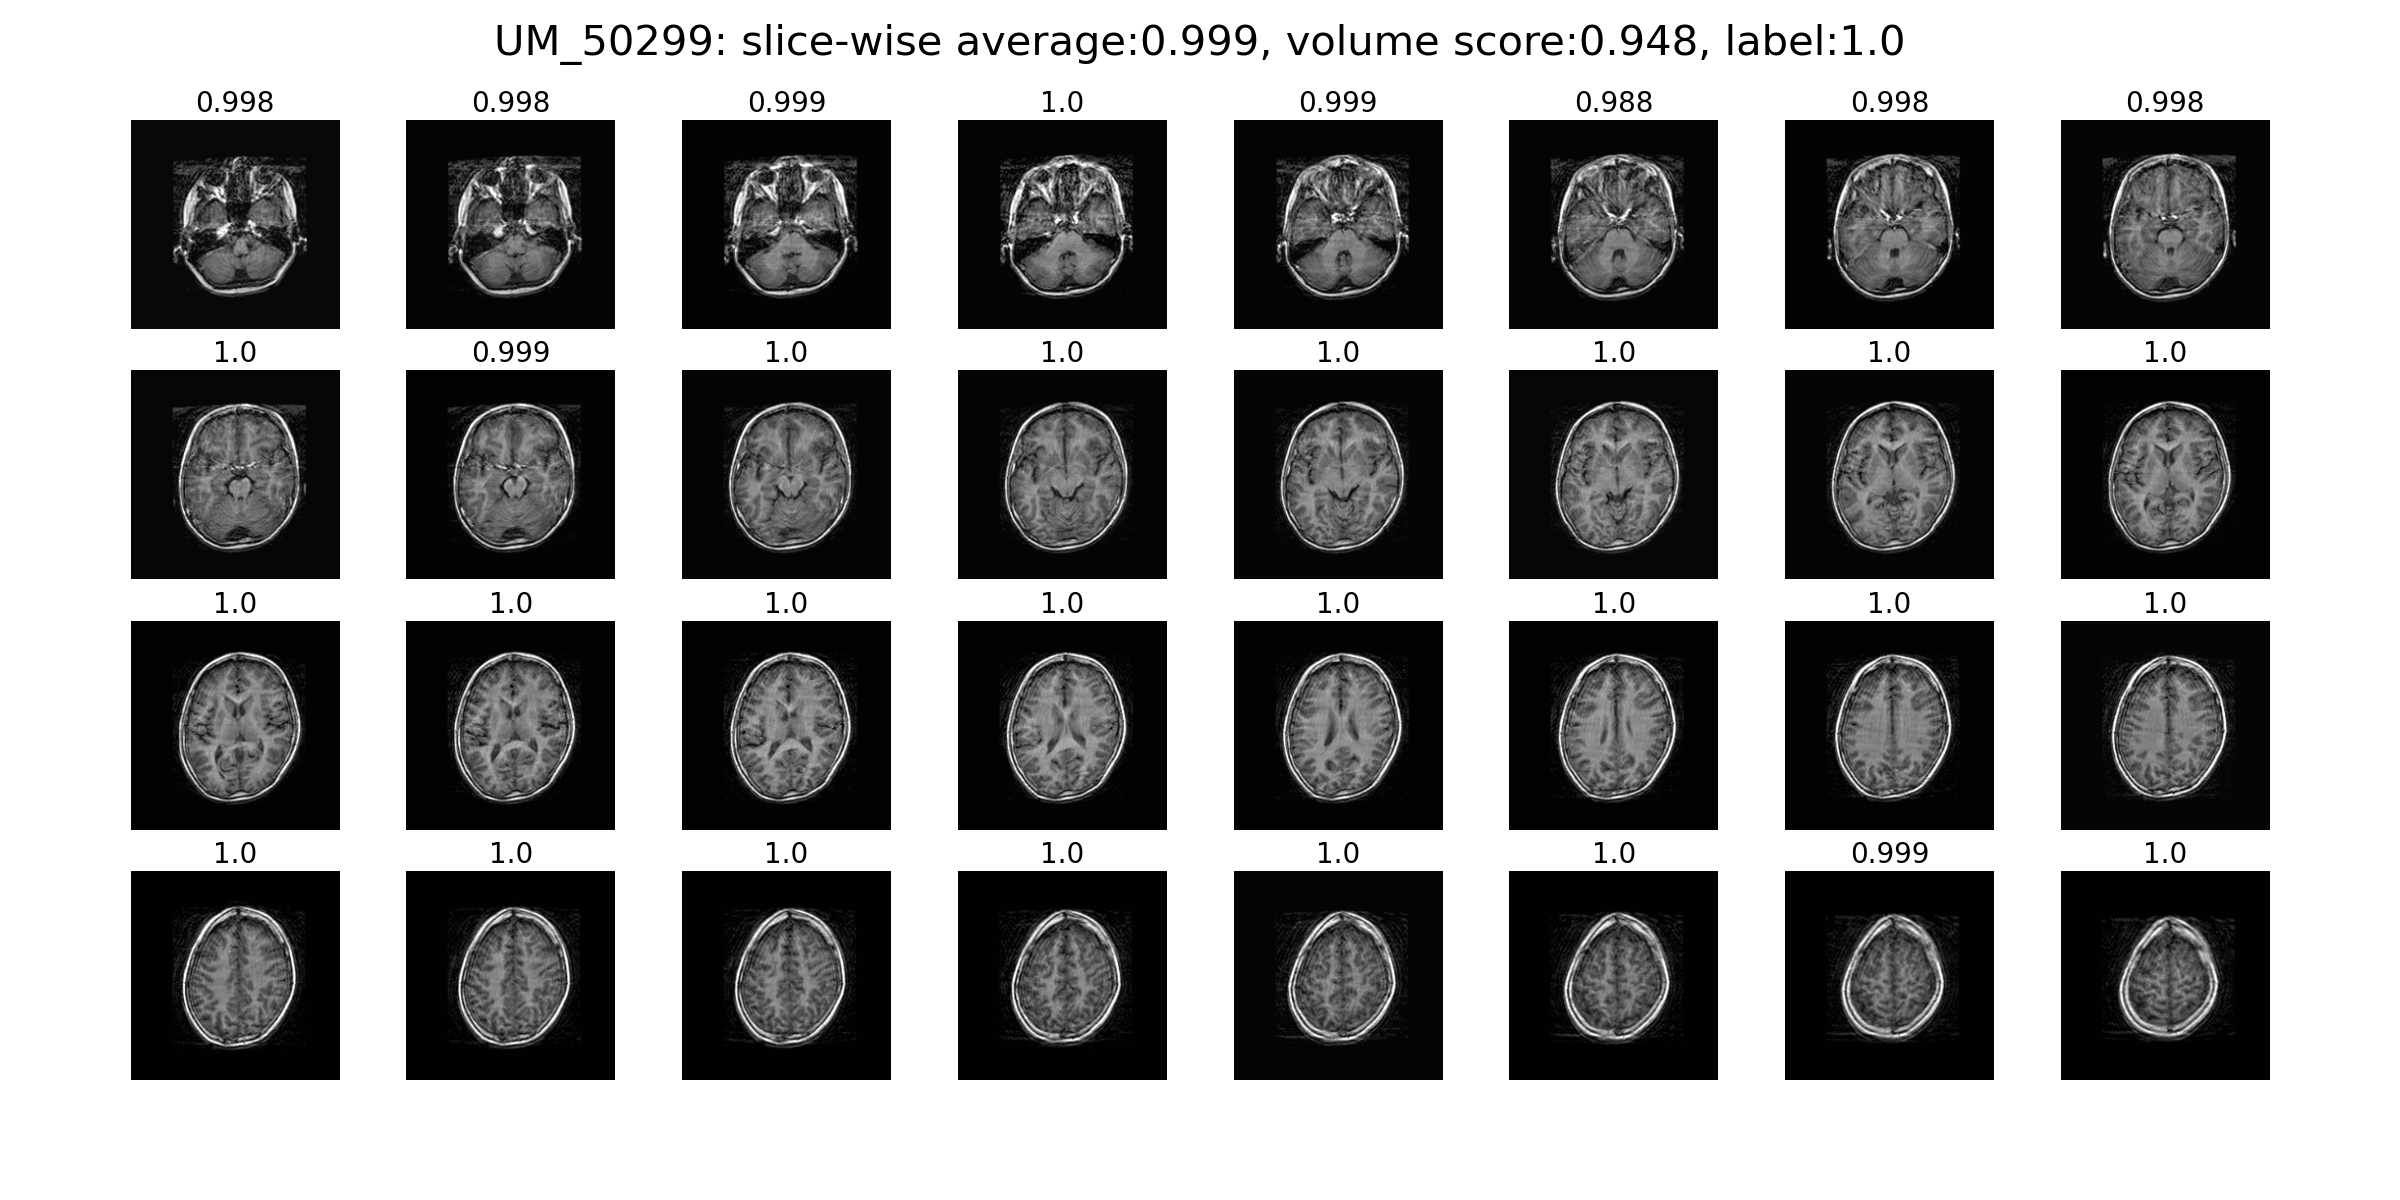 UM_50299: slice-wise average:0.999, volume score:0.948, label:1.0
0.998 0.998 0.999 1.0 0.999 0.988 0.998 0.998
1.0 0.999 1.0 1.0 1.0 1.0 1.0 1.0
1.0 1.0 1.0 1.0 1.0 1.0 1.0 1.0
1.0 1.0 1.0 1.0 1.0 1.0 0.999 1.0